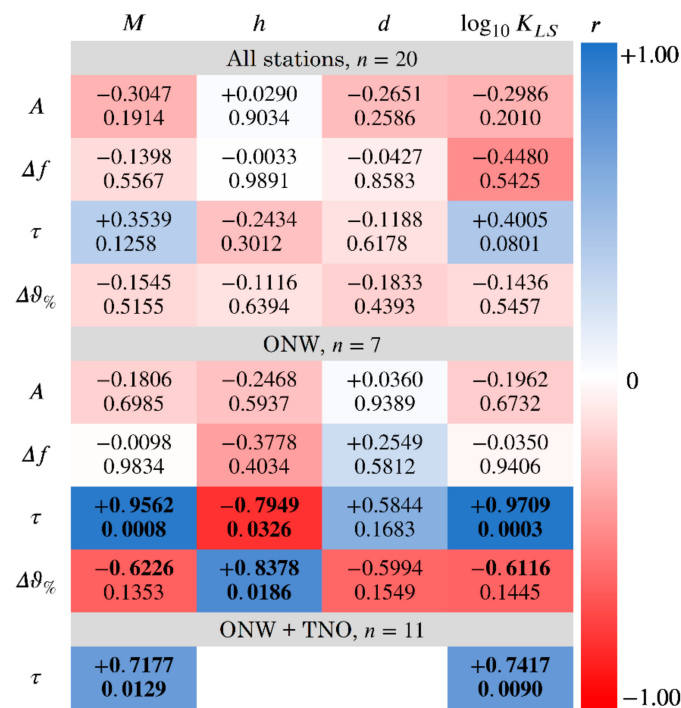 M h d log₁₀ K_LS r
All stations, n = 20
+1.00
A −0.3047 +0.0290 −0.2651 −0.2986
0.1914 0.9034 0.2586 0.2010
Δf −0.1398 −0.0033 −0.0427 −0.4480
0.5567 0.9891 0.8583 0.5425
τ +0.3539 −0.2434 −0.1188 +0.4005
0.1258 0.3012 0.6178 0.0801
Δϑ% −0.1545 −0.1116 −0.1833 −0.1436
0.5155 0.6394 0.4393 0.5457
ONW, n = 7
A −0.1806 −0.2468 +0.0360 −0.1962
0.6985 0.5937 0.9389 0.6732
0
Δf −0.0098 −0.3778 +0.2549 −0.0350
0.9834 0.4034 0.5812 0.9406
τ +0.9562 −0.7949 +0.5844 +0.9709
0.0008 0.0326 0.1683 0.0003
Δϑ% −0.6226 +0.8378 −0.5994 −0.6116
0.1353 0.0186 0.1549 0.1445
ONW + TNO, n = 11
τ +0.7177 +0.7417
0.0129 0.0090
−1.00